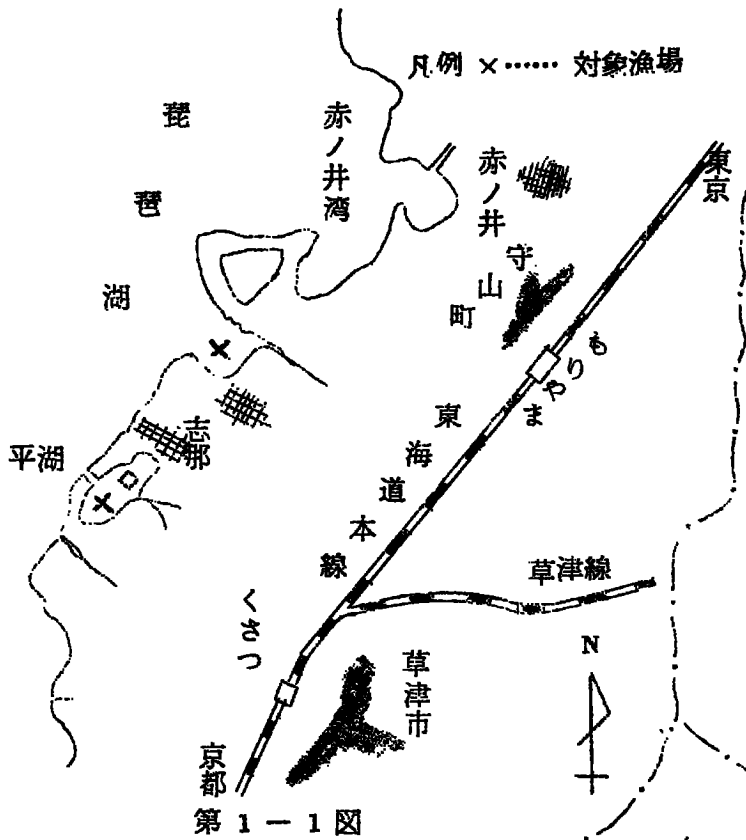 凡例 ×…… 対象漁場
琵琶湖
赤ノ井湾
赤ノ井
東京
守山町
もりやま
東海道本線
志那
平湖
草津線
くさつ
草津市
N
京都
第1-1図